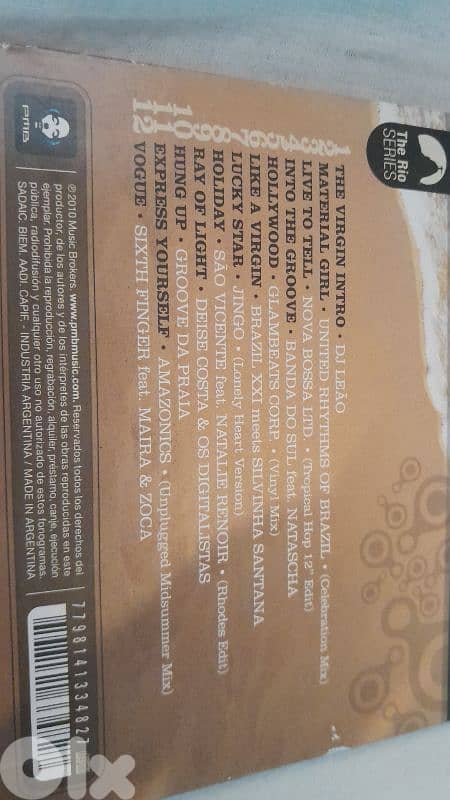 The Rio
SERIES
1 THE VIRGIN INTRO • DJ LEÃO
2 MATERIAL GIRL • UNITED RHYTHMS OF BRAZIL • (Celebration Mix)
3 LIVE TO TELL • NOVA BOSSA LTD. • (Tropical Hop 12" Edit)
4 INTO THE GROOVE • BANDA DO SUL feat. NATASCHA
5 HOLLYWOOD • GLAMBEATS CORP. • (Vinyl Mix)
6 LIKE A VIRGIN • BRAZIL XXI meets SILVINHA SANTANA
7 LUCKY STAR • JINGO • (Lonely Heart Version)
8 HOLIDAY • SÃO VICENTE feat. NATALIE RENOIR • (Rhodes Edit)
9 RAY OF LIGHT • DEISE COSTA & OS DIGITALISTAS
10 HUNG UP • GROOVE DA PRAIA
11 EXPRESS YOURSELF • AMAZONICS • (Unplugged Midsummer Mix)
12 VOGUE • SIXTH FINGER feat. MAIRA & ZOCA
PMB
℗ 2010 Music Brokers. www.pmbmusic.com. Reservados todos los derechos del
productor, de los autores y de los intérpretes de las obras reproducidas en este
ejemplar. Prohibida la reproducción, regrabación, alquiler, préstamo, canje, ejecución
pública, radiodifusión y cualquier otro uso no autorizado de estos fonogramas.
SADAIC. BIEM. AADI. CAPIF. - INDUSTRIA ARGENTINA / MADE IN ARGENTINA
7798141334827
olx